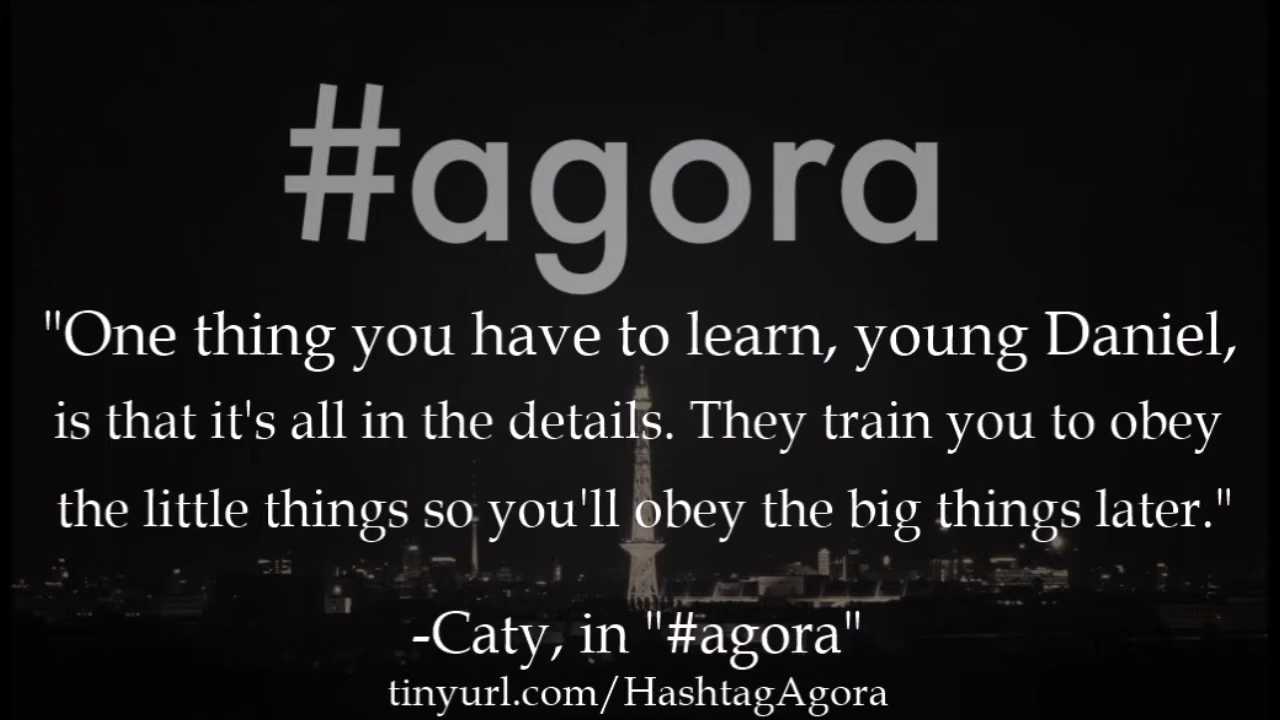 #agora
"One thing you have to learn, young Daniel,
is that it's all in the details. They train you to obey
the little things so you'll obey the big things later."
-Caty, in "#agora"
tinyurl.com/HashtagAgora